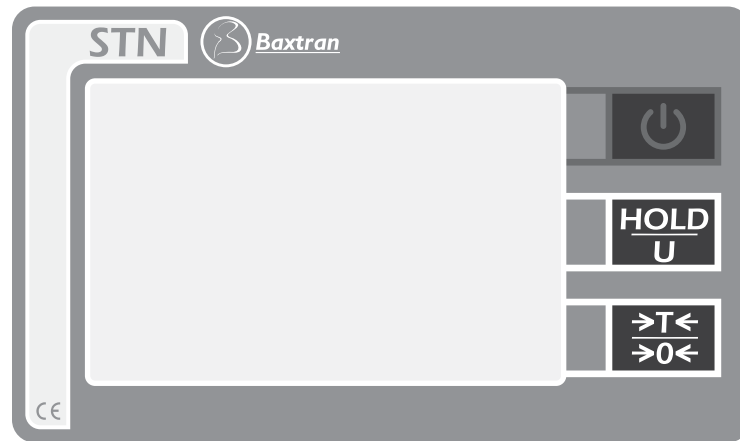 STN Baxtran
HOLD
U
→T←
→0←
CE